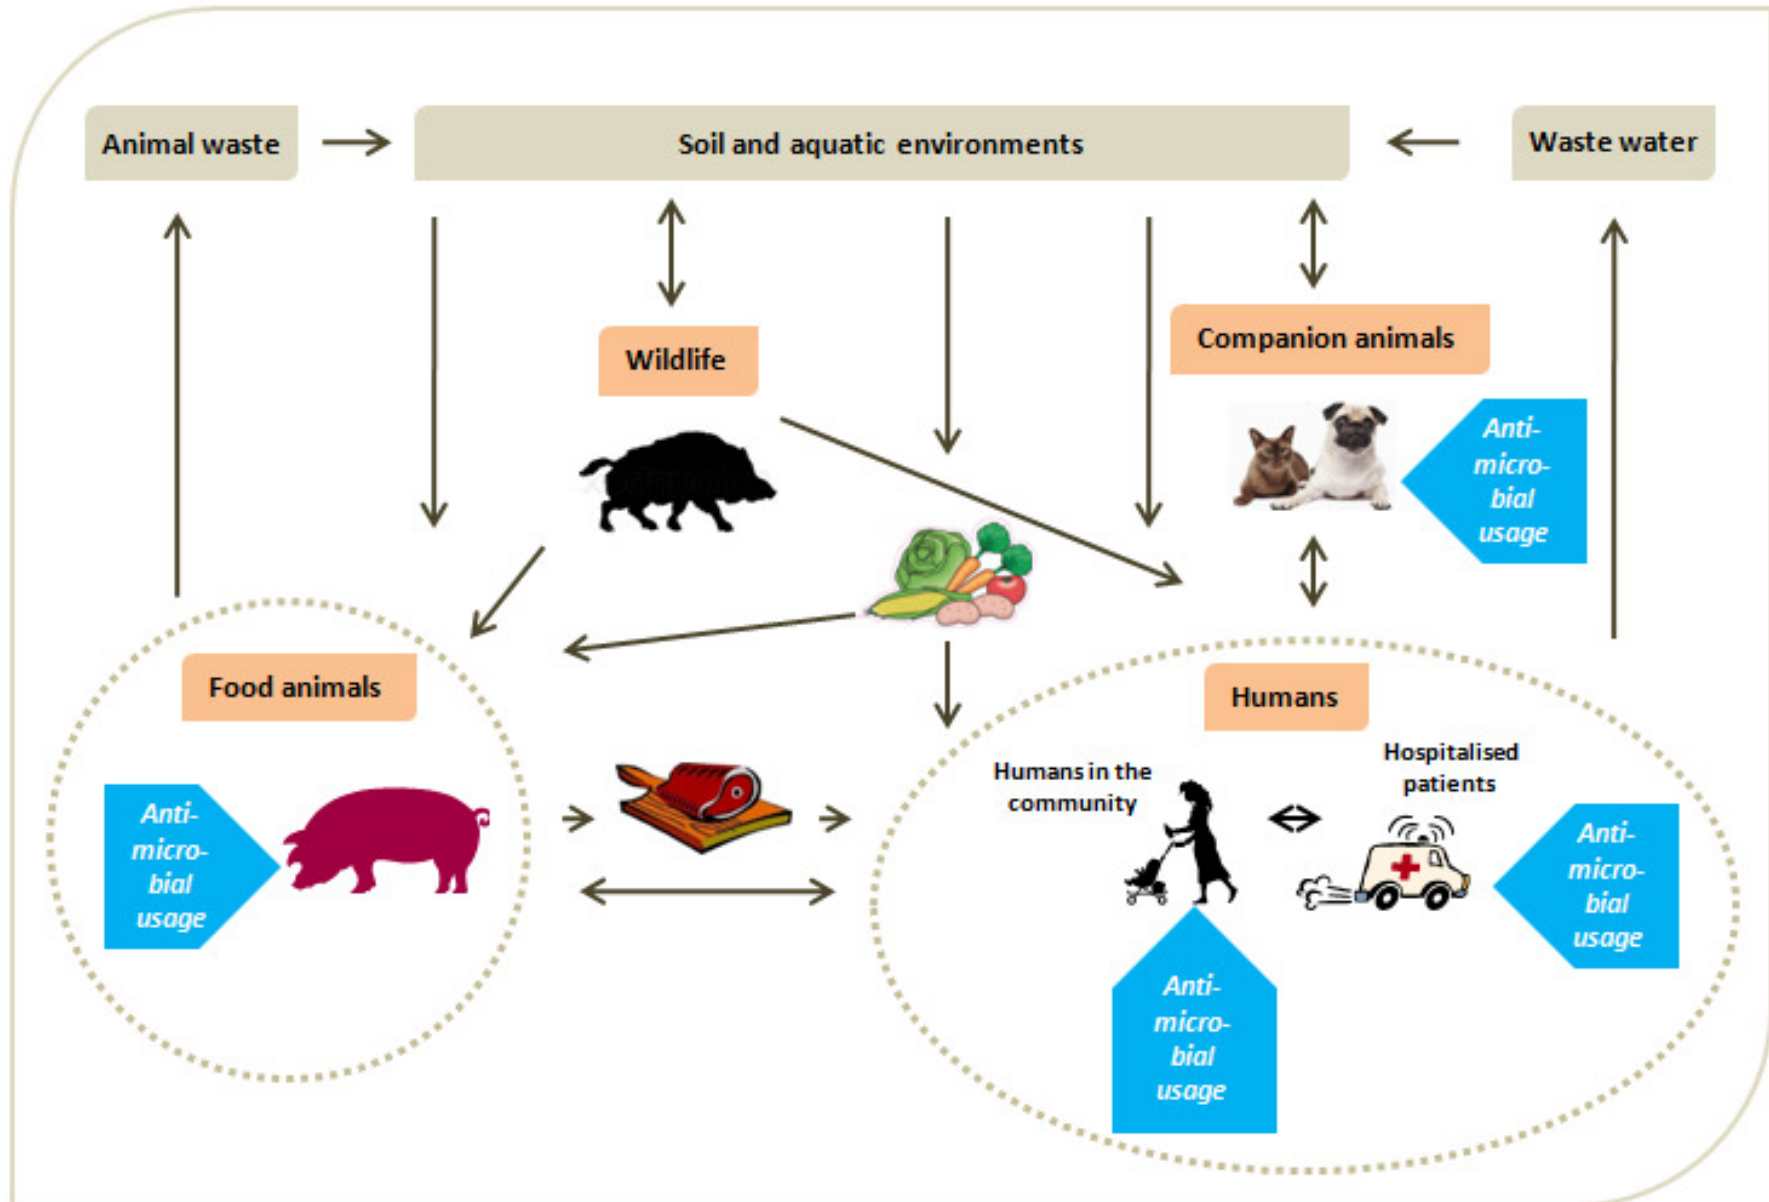 Animal waste
Soil and aquatic environments
Waste water
Wildlife
Companion animals
Anti-
micro-
bial
usage
Food animals
Humans
Humans in the
community
Hospitalised
patients
Anti-
micro-
bial
usage
Anti-
micro-
bial
usage
Anti-
micro-
bial
usage